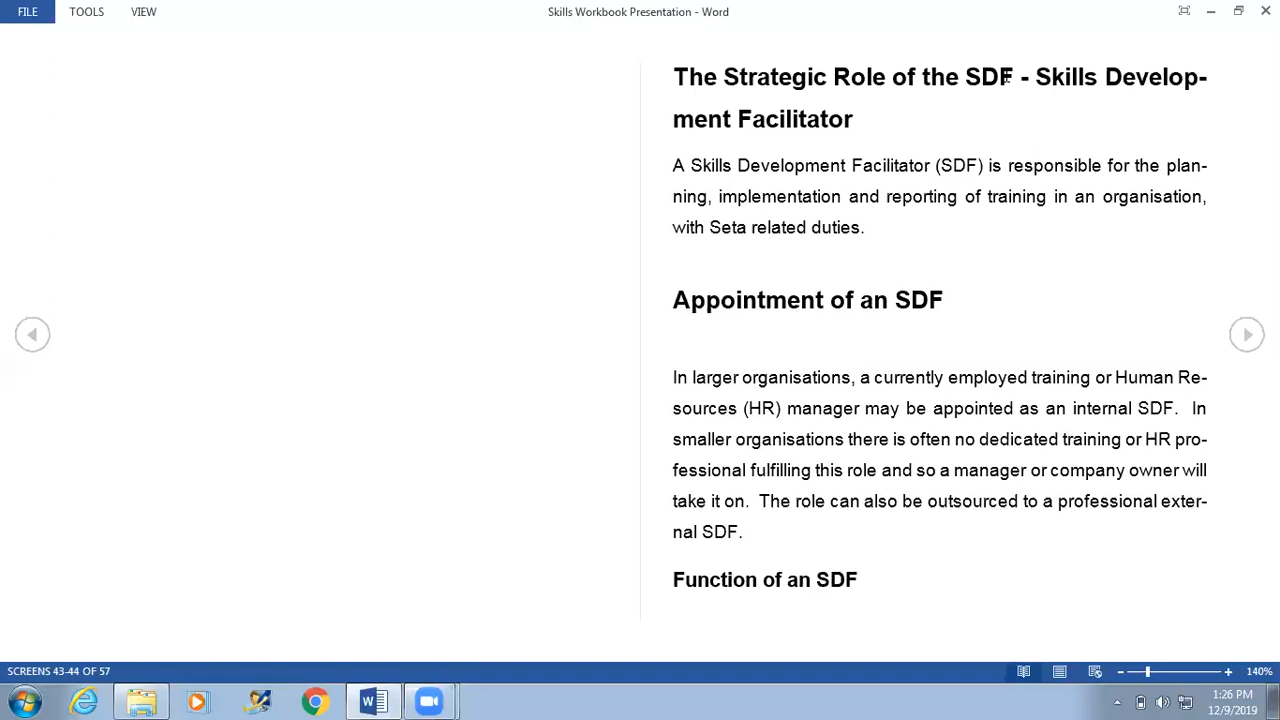 FILE TOOLS VIEW Skills Workbook Presentation - Word
The Strategic Role of the SDF - Skills Develop-
ment Facilitator
A Skills Development Facilitator (SDF) is responsible for the plan-
ning, implementation and reporting of training in an organisation,
with Seta related duties.
Appointment of an SDF
In larger organisations, a currently employed training or Human Re-
sources (HR) manager may be appointed as an internal SDF. In
smaller organisations there is often no dedicated training or HR pro-
fessional fulfilling this role and so a manager or company owner will
take it on. The role can also be outsourced to a professional exter-
nal SDF.
Function of an SDF
SCREENS 43-44 OF 57 140%
1:26 PM
12/9/2019